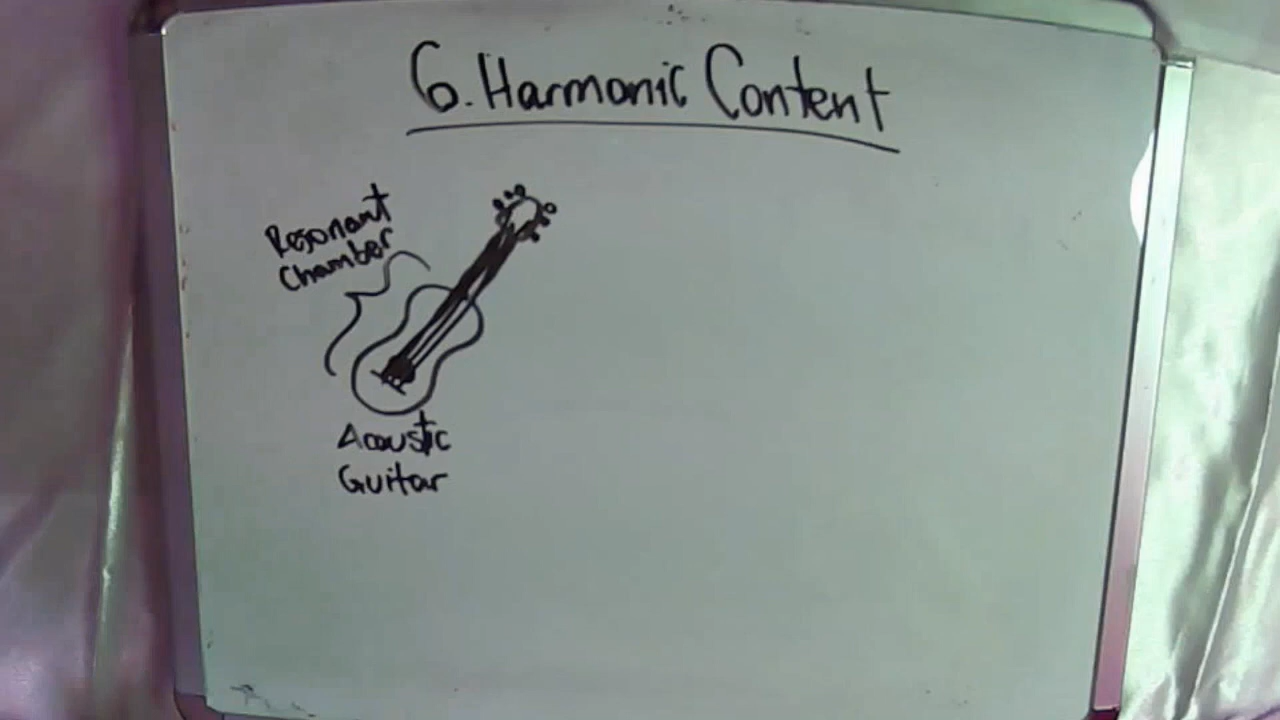 6. Harmonic Content
Resonant
Chamber
Acoustic
Guitar